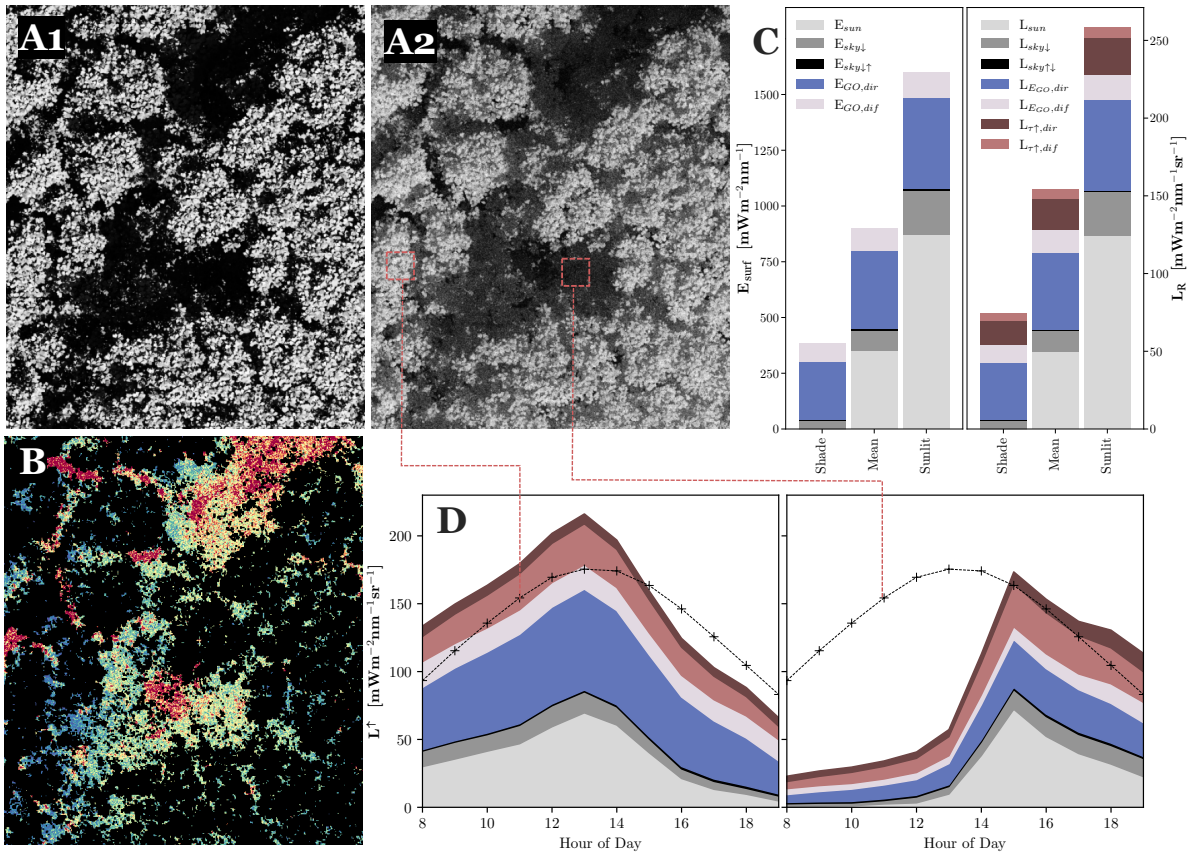 A1
A2
C
E_sun
E_sky↓
E_sky↓↑
E_GO,dir
E_GO,dif
L_sun
L_sky↓
L_sky↑↓
L_E_GO,dir
L_E_GO,dif
L_τ↑,dir
L_τ↑,dif
E_surf [mWm⁻²nm⁻¹]
1500
1250
1000
750
500
250
0
Shade
Mean
Sunlit
Shade
Mean
Sunlit
250
200
150
100
50
0
L_R [mWm⁻²nm⁻¹sr⁻¹]
B
D
L↑ [mWm⁻²nm⁻¹sr⁻¹]
200
150
100
50
0
8
10
12
14
16
18
Hour of Day
8
10
12
14
16
18
Hour of Day